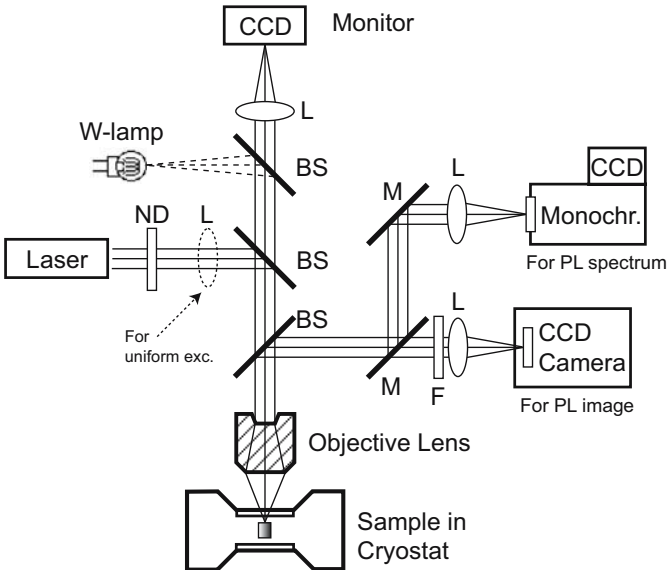 CCD
Monitor
L
W-lamp
BS
CCD
M
L
ND
L
Monochr.
Laser
BS
For PL spectrum
BS
L
For
uniform exc.
CCD
Camera
M
F
For PL image
Objective Lens
Sample in
Cryostat